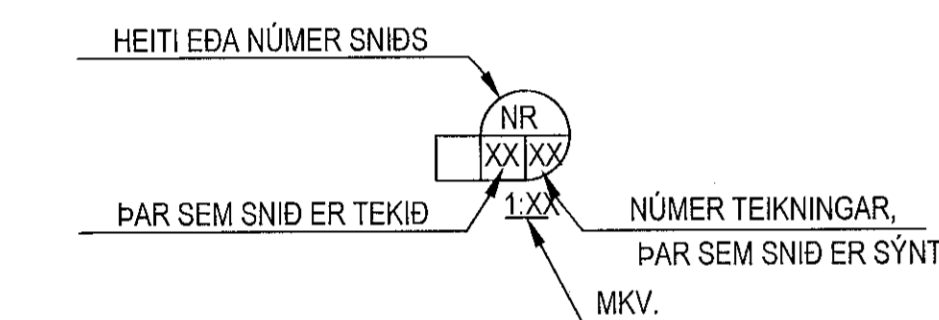 HEITI EÐA NÚMER SNIÐS
NR
XX XX
1:XX
ÞAR SEM SNIÐ ER TEKIÐ
NÚMER TEIKNINGAR,
ÞAR SEM SNIÐ ER SÝNT
MKV.